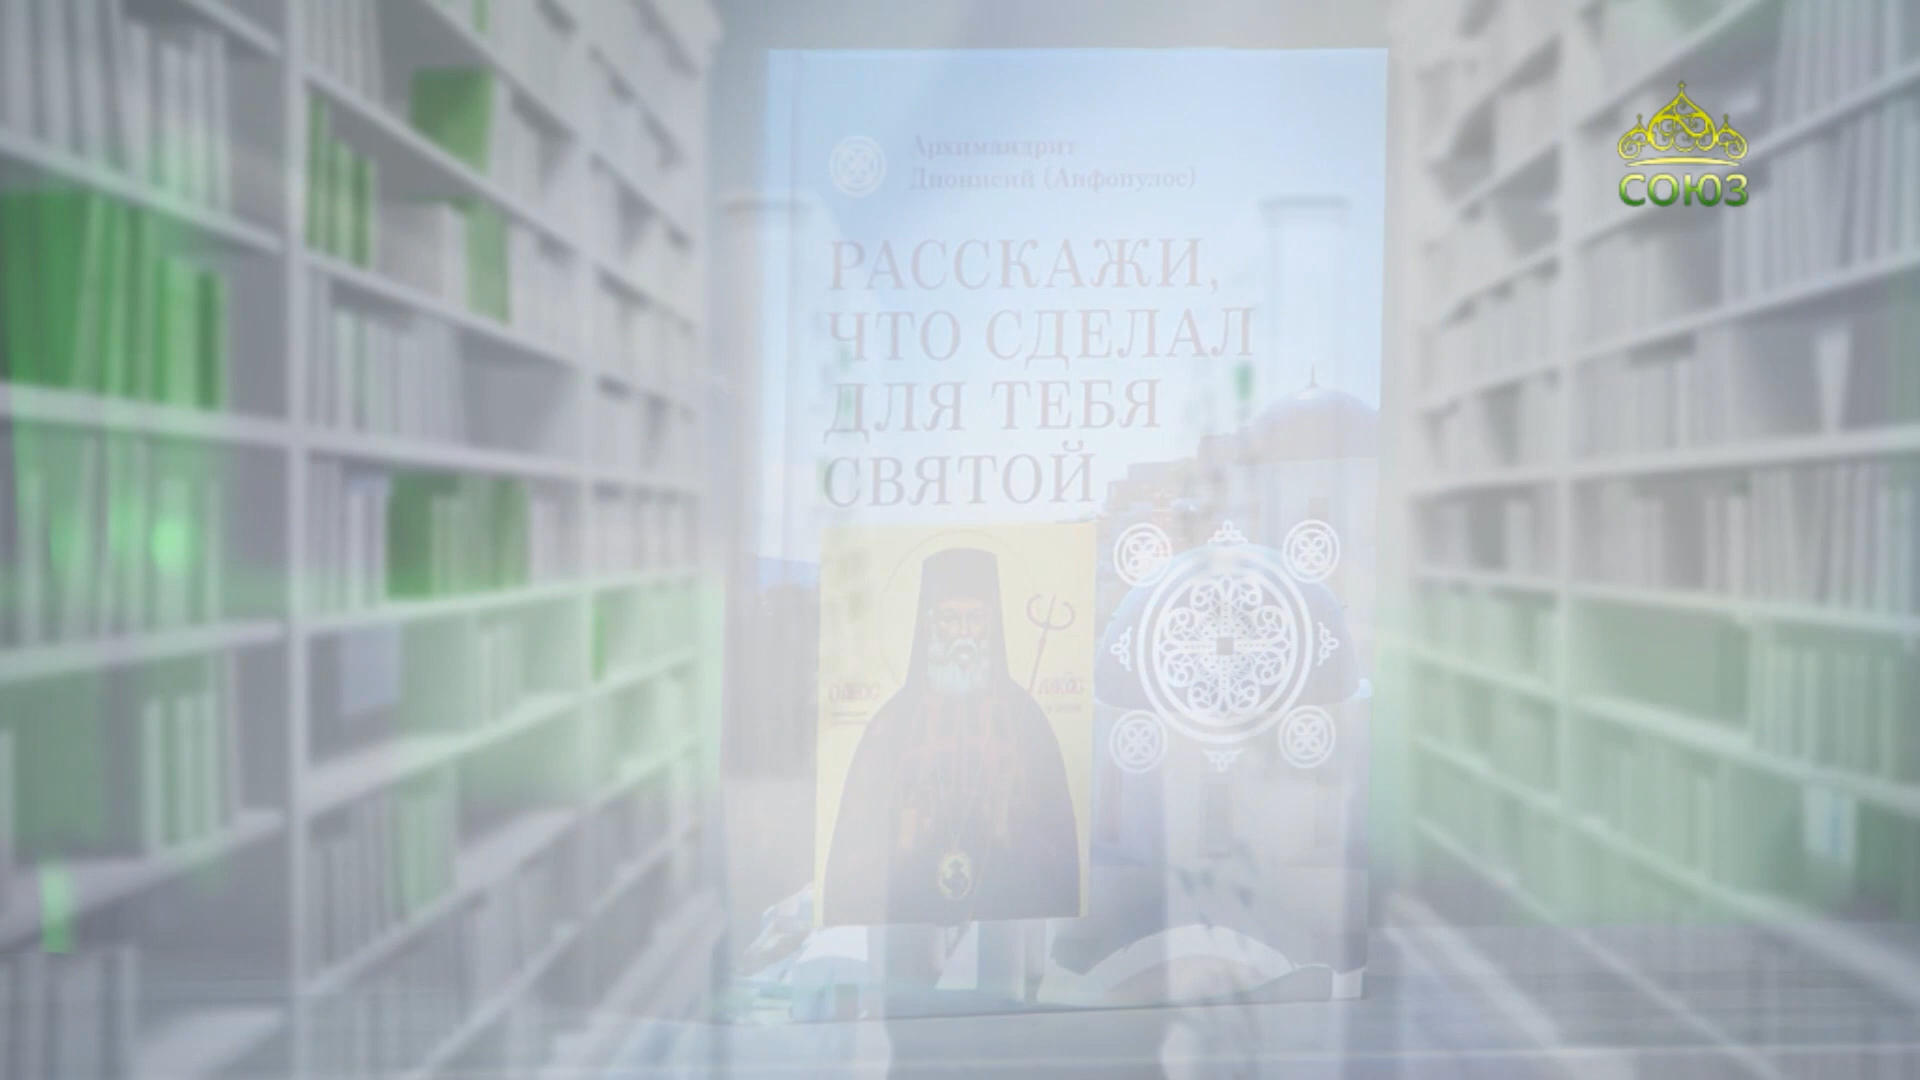 Архимандрит
Дионисий (Анфопулос)
РАССКАЖИ,
ЧТО СДЕЛАЛ
ДЛЯ ТЕБЯ
СВЯТОЙ
СОЮЗ